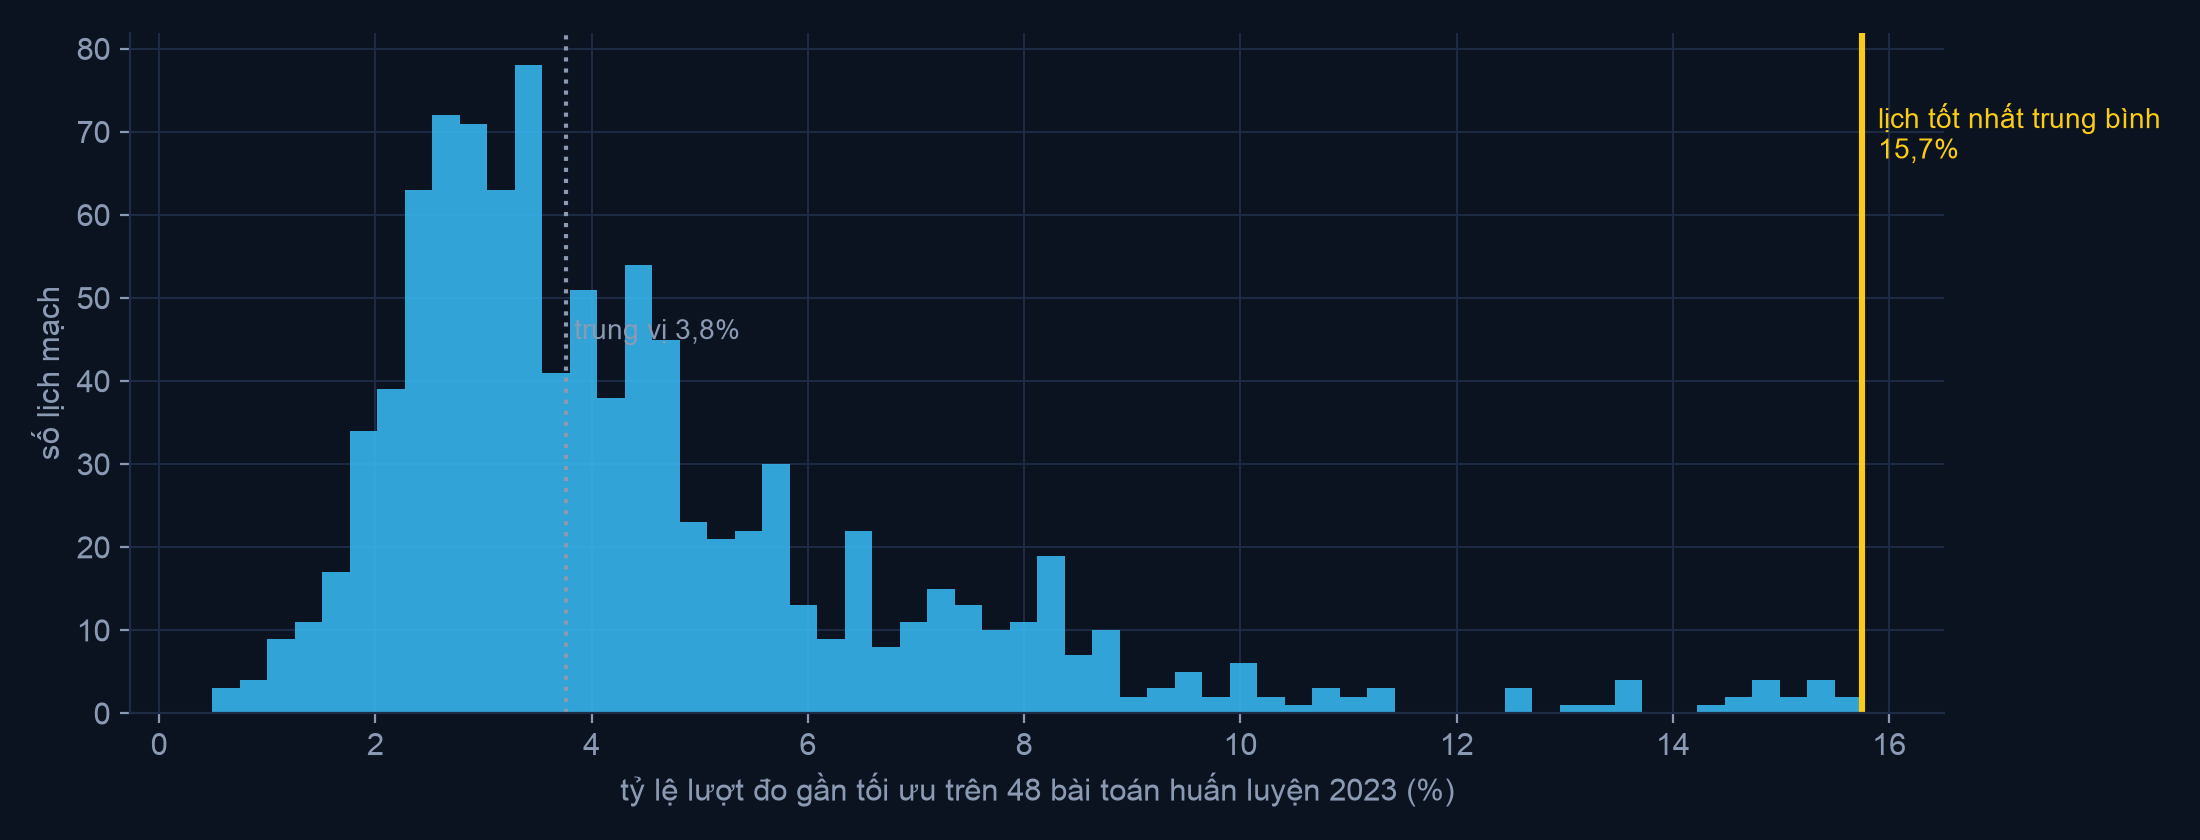 80
70
60
50
40
30
20
10
0
số lịch mạch
lịch tốt nhất trung bình
15,7%
trung vị 3,8%
0 2 4 6 8 10 12 14 16
tỷ lệ lượt đo gần tối ưu trên 48 bài toán huấn luyện 2023 (%)